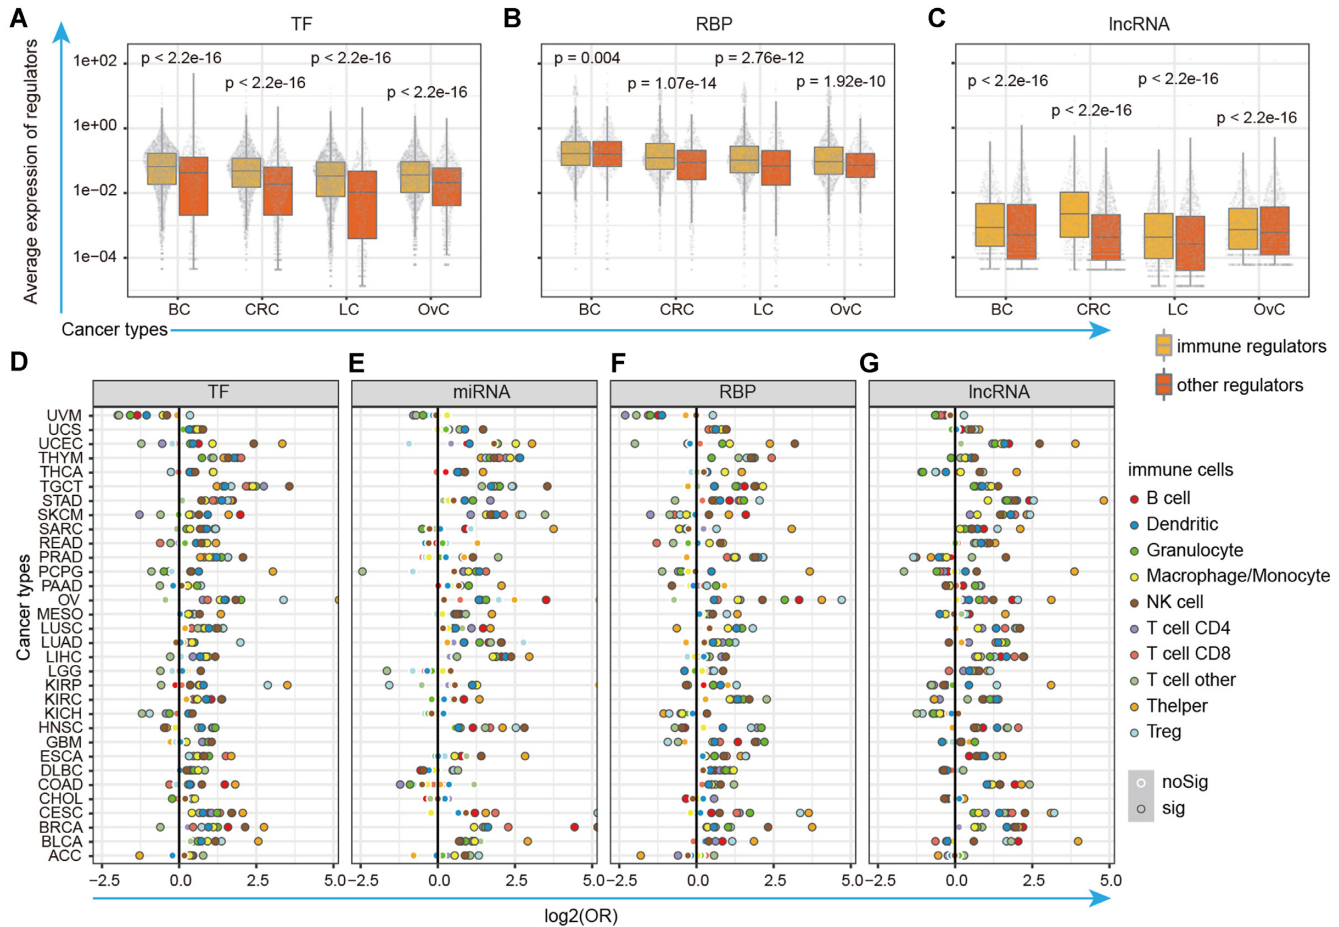 A
TF
B
RBP
C
lncRNA
Average expression of regulators
1e+02
1e+00
1e−02
1e−04
p < 2.2e-16
p < 2.2e-16
p < 2.2e-16
p < 2.2e-16
p = 0.004
p = 1.07e-14
p = 2.76e-12
p = 1.92e-10
p < 2.2e-16
p < 2.2e-16
p < 2.2e-16
p < 2.2e-16
BC CRC LC OvC
BC CRC LC OvC
BC CRC LC OvC
Cancer types
immune regulators
other regulators
D
TF
E
miRNA
F
RBP
G
lncRNA
Cancer types
UVM
UCS
UCEC
THYM
THCA
TGCT
STAD
SKCM
SARC
READ
PRAD
PCPG
PAAD
OV
MESO
LUSC
LUAD
LIHC
LGG
KIRP
KIRC
KICH
HNSC
GBM
ESCA
DLBC
COAD
CHOL
CESC
BRCA
BLCA
ACC
−2.5 0.0 2.5 5.0
−2.5 0.0 2.5 5.0
−2.5 0.0 2.5 5.0
−2.5 0.0 2.5 5.0
log2(OR)
immune cells
B cell
Dendritic
Granulocyte
Macrophage/Monocyte
NK cell
T cell CD4
T cell CD8
T cell other
Thelper
Treg
noSig
sig